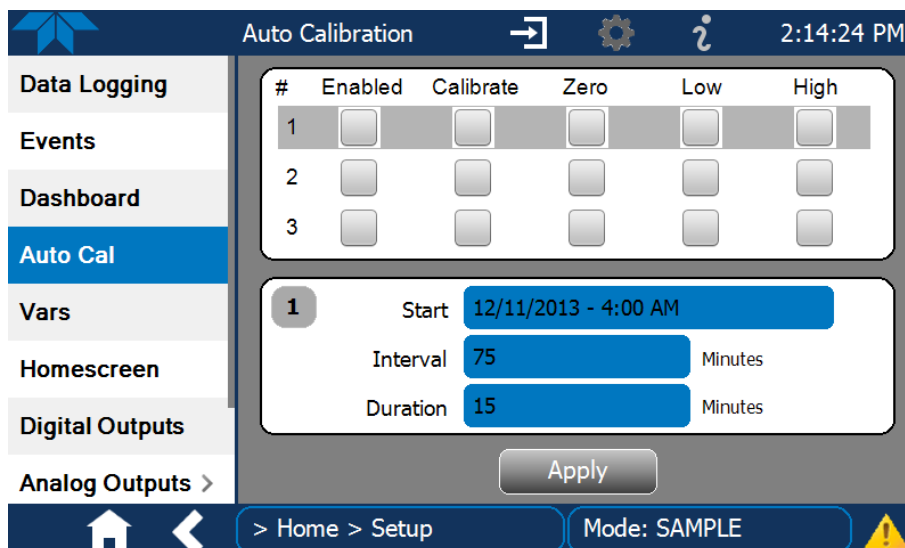 Auto Calibration 2:14:24 PM
Data Logging
Events
Dashboard
Auto Cal
Vars
Homescreen
Digital Outputs
Analog Outputs >
# Enabled Calibrate Zero Low High
1
2
3
1 Start 12/11/2013 - 4:00 AM
Interval 75 Minutes
Duration 15 Minutes
Apply
> Home > Setup Mode: SAMPLE